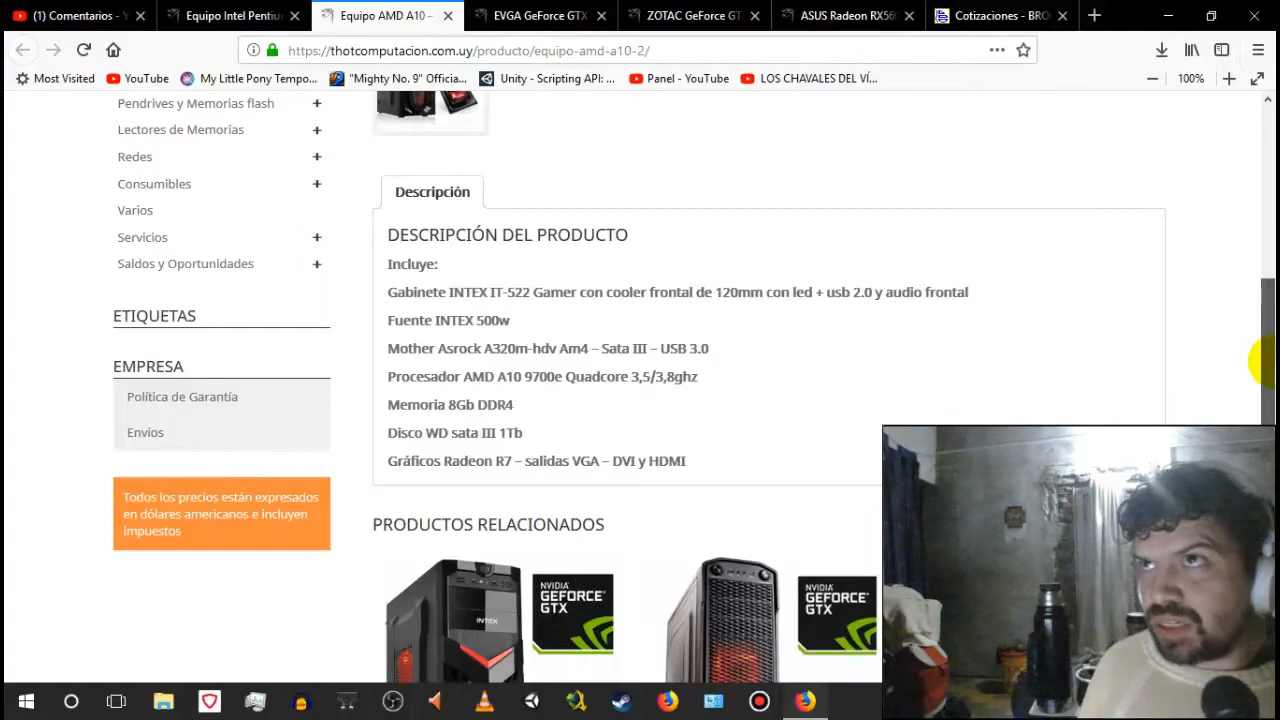 (1) Comentarios - Y
Equipo Intel Pentiu
Equipo AMD A10 –
EVGA GeForce GTX
ZOTAC GeForce GT
ASUS Radeon RX56
Cotizaciones - BRO
https://thotcomputacion.com.uy/producto/equipo-amd-a10-2/
Most Visited
YouTube
My Little Pony Tempo...
"Mighty No. 9" Official...
Unity - Scripting API: ...
Panel - YouTube
LOS CHAVALES DEL VÍ...
100%
Pendrives y Memorias flash +
Lectores de Memorias +
Redes +
Consumibles +
Varios
Servicios +
Saldos y Oportunidades +
ETIQUETAS
EMPRESA
Política de Garantía
Envíos
Todos los precios están expresados
en dólares americanos e incluyen
impuestos
Descripción
DESCRIPCIÓN DEL PRODUCTO
Incluye:
Gabinete INTEX IT-522 Gamer con cooler frontal de 120mm con led + usb 2.0 y audio frontal
Fuente INTEX 500w
Mother Asrock A320m-hdv Am4 – Sata III – USB 3.0
Procesador AMD A10 9700e Quadcore 3,5/3,8ghz
Memoria 8Gb DDR4
Disco WD sata III 1Tb
Gráficos Radeon R7 – salidas VGA – DVI y HDMI
PRODUCTOS RELACIONADOS
INTEX
NVIDIA
GEFORCE
GTX
NVIDIA
GEFORCE
GTX